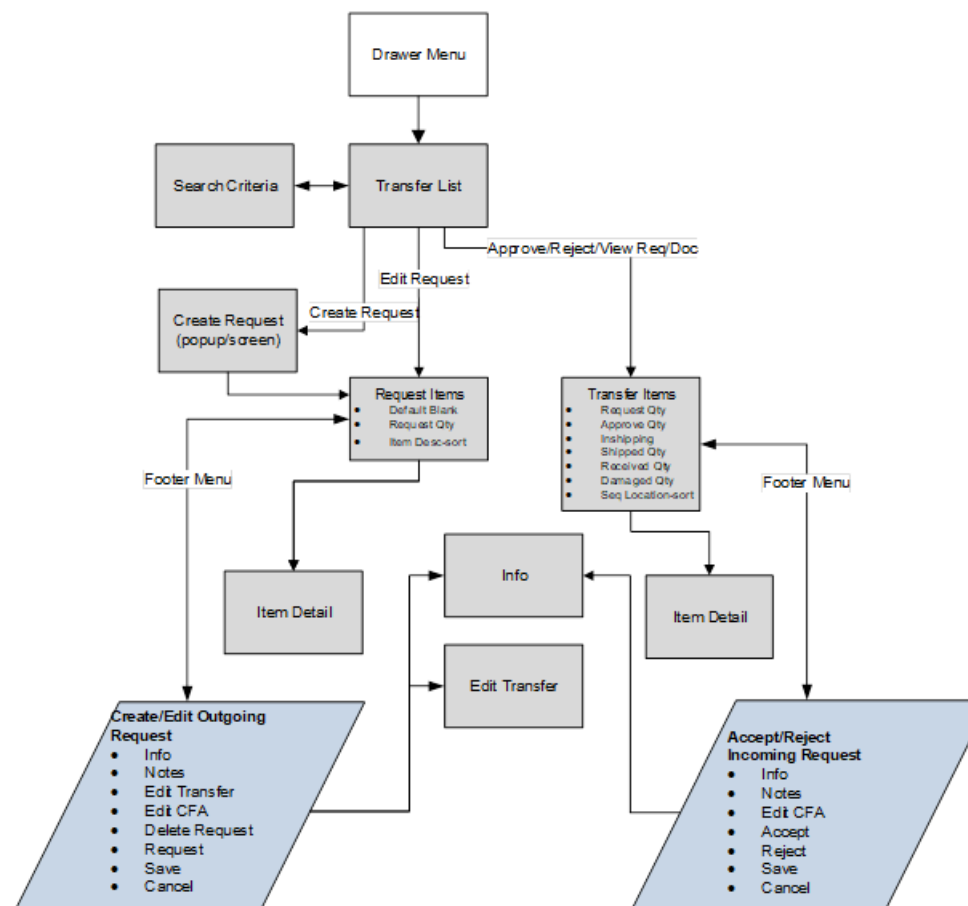 Drawer Menu
Search Criteria
Transfer List
Approve/Reject/View Req/Doc
Edit Request
Create Request
Create Request
(popup/screen)
Request Items
• Default Blank
• Request Qty
• Item Desc-sort
Transfer Items
• Request Qty
• Approve Qty
• Inshipping
• Shipped Qty
• Received Qty
• Damaged Qty
• Seq Location-sort
Footer Menu
Footer Menu
Info
Item Detail
Item Detail
Edit Transfer
Create/Edit Outgoing
Request
• Info
• Notes
• Edit Transfer
• Edit CFA
• Delete Request
• Request
• Save
• Cancel
Accept/Reject
Incoming Request
• Info
• Notes
• Edit CFA
• Accept
• Reject
• Save
• Cancel